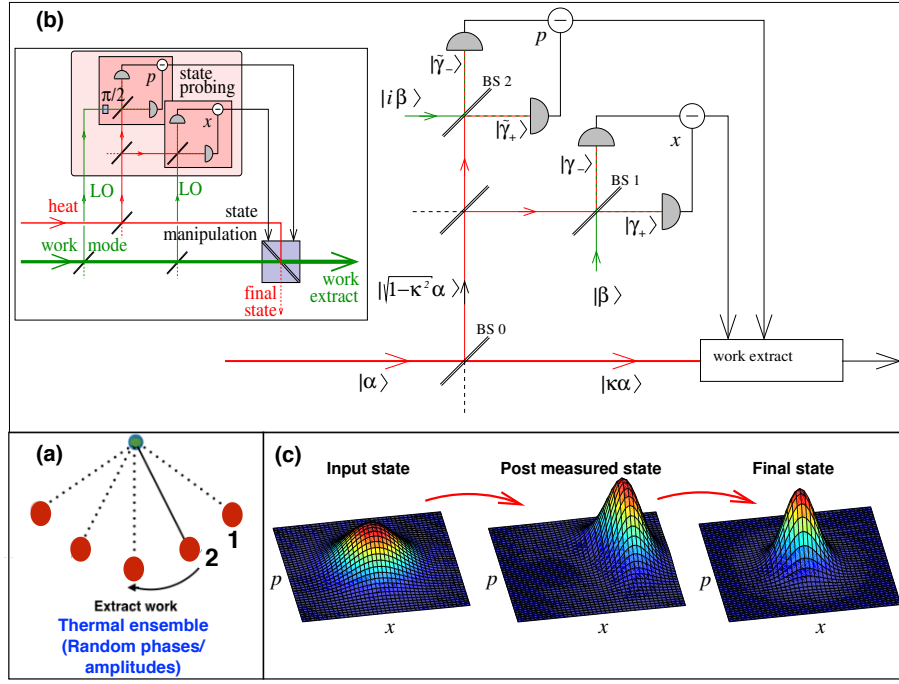 (b)
state
probing
p
π/2
x
LO
LO
heat
state
manipulation
work
mode
work
extract
final
state
p
|γ̃₋⟩
BS 2
|iβ⟩
|γ̃₊⟩
x
|γ₋⟩
BS 1
|γ₊⟩
|β⟩
|√1−κ² α⟩
BS 0
work extract
|α⟩
|κα⟩
(a)
1
2
Extract work
Thermal ensemble
(Random phases/
amplitudes)
(c)
Input state
Post measured state
Final state
p
x
p
x
p
x